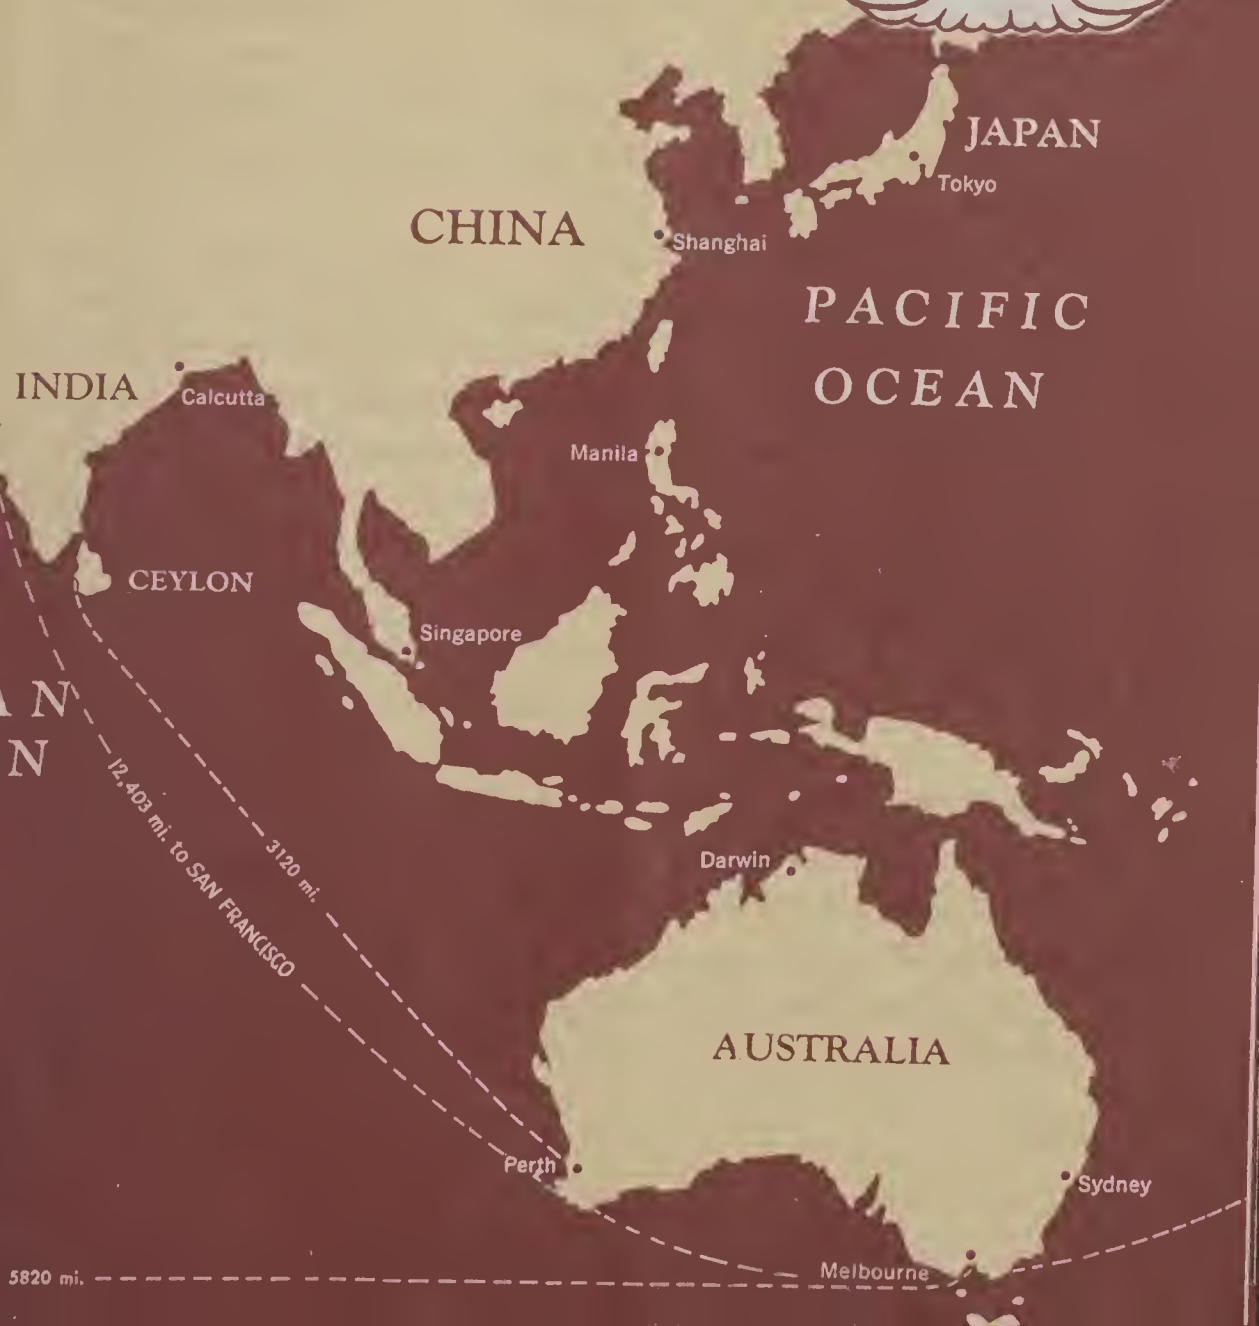 JAPAN
Tokyo
CHINA
Shanghai
PACIFIC
OCEAN
INDIA
Calcutta
Manila
CEYLON
Singapore
AN
N
12,403 mi. to SAN FRANCISCO
3120 mi.
Darwin
AUSTRALIA
Perth
Sydney
Melbourne
5820 mi.